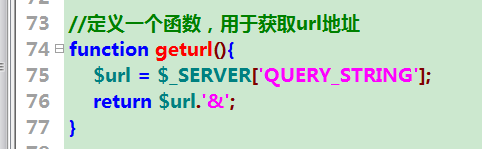 73 //定义一个函数，用于获取url地址
74 function geturl(){
75 $url = $_SERVER['QUERY_STRING'];
76 return $url.'&';
77 }